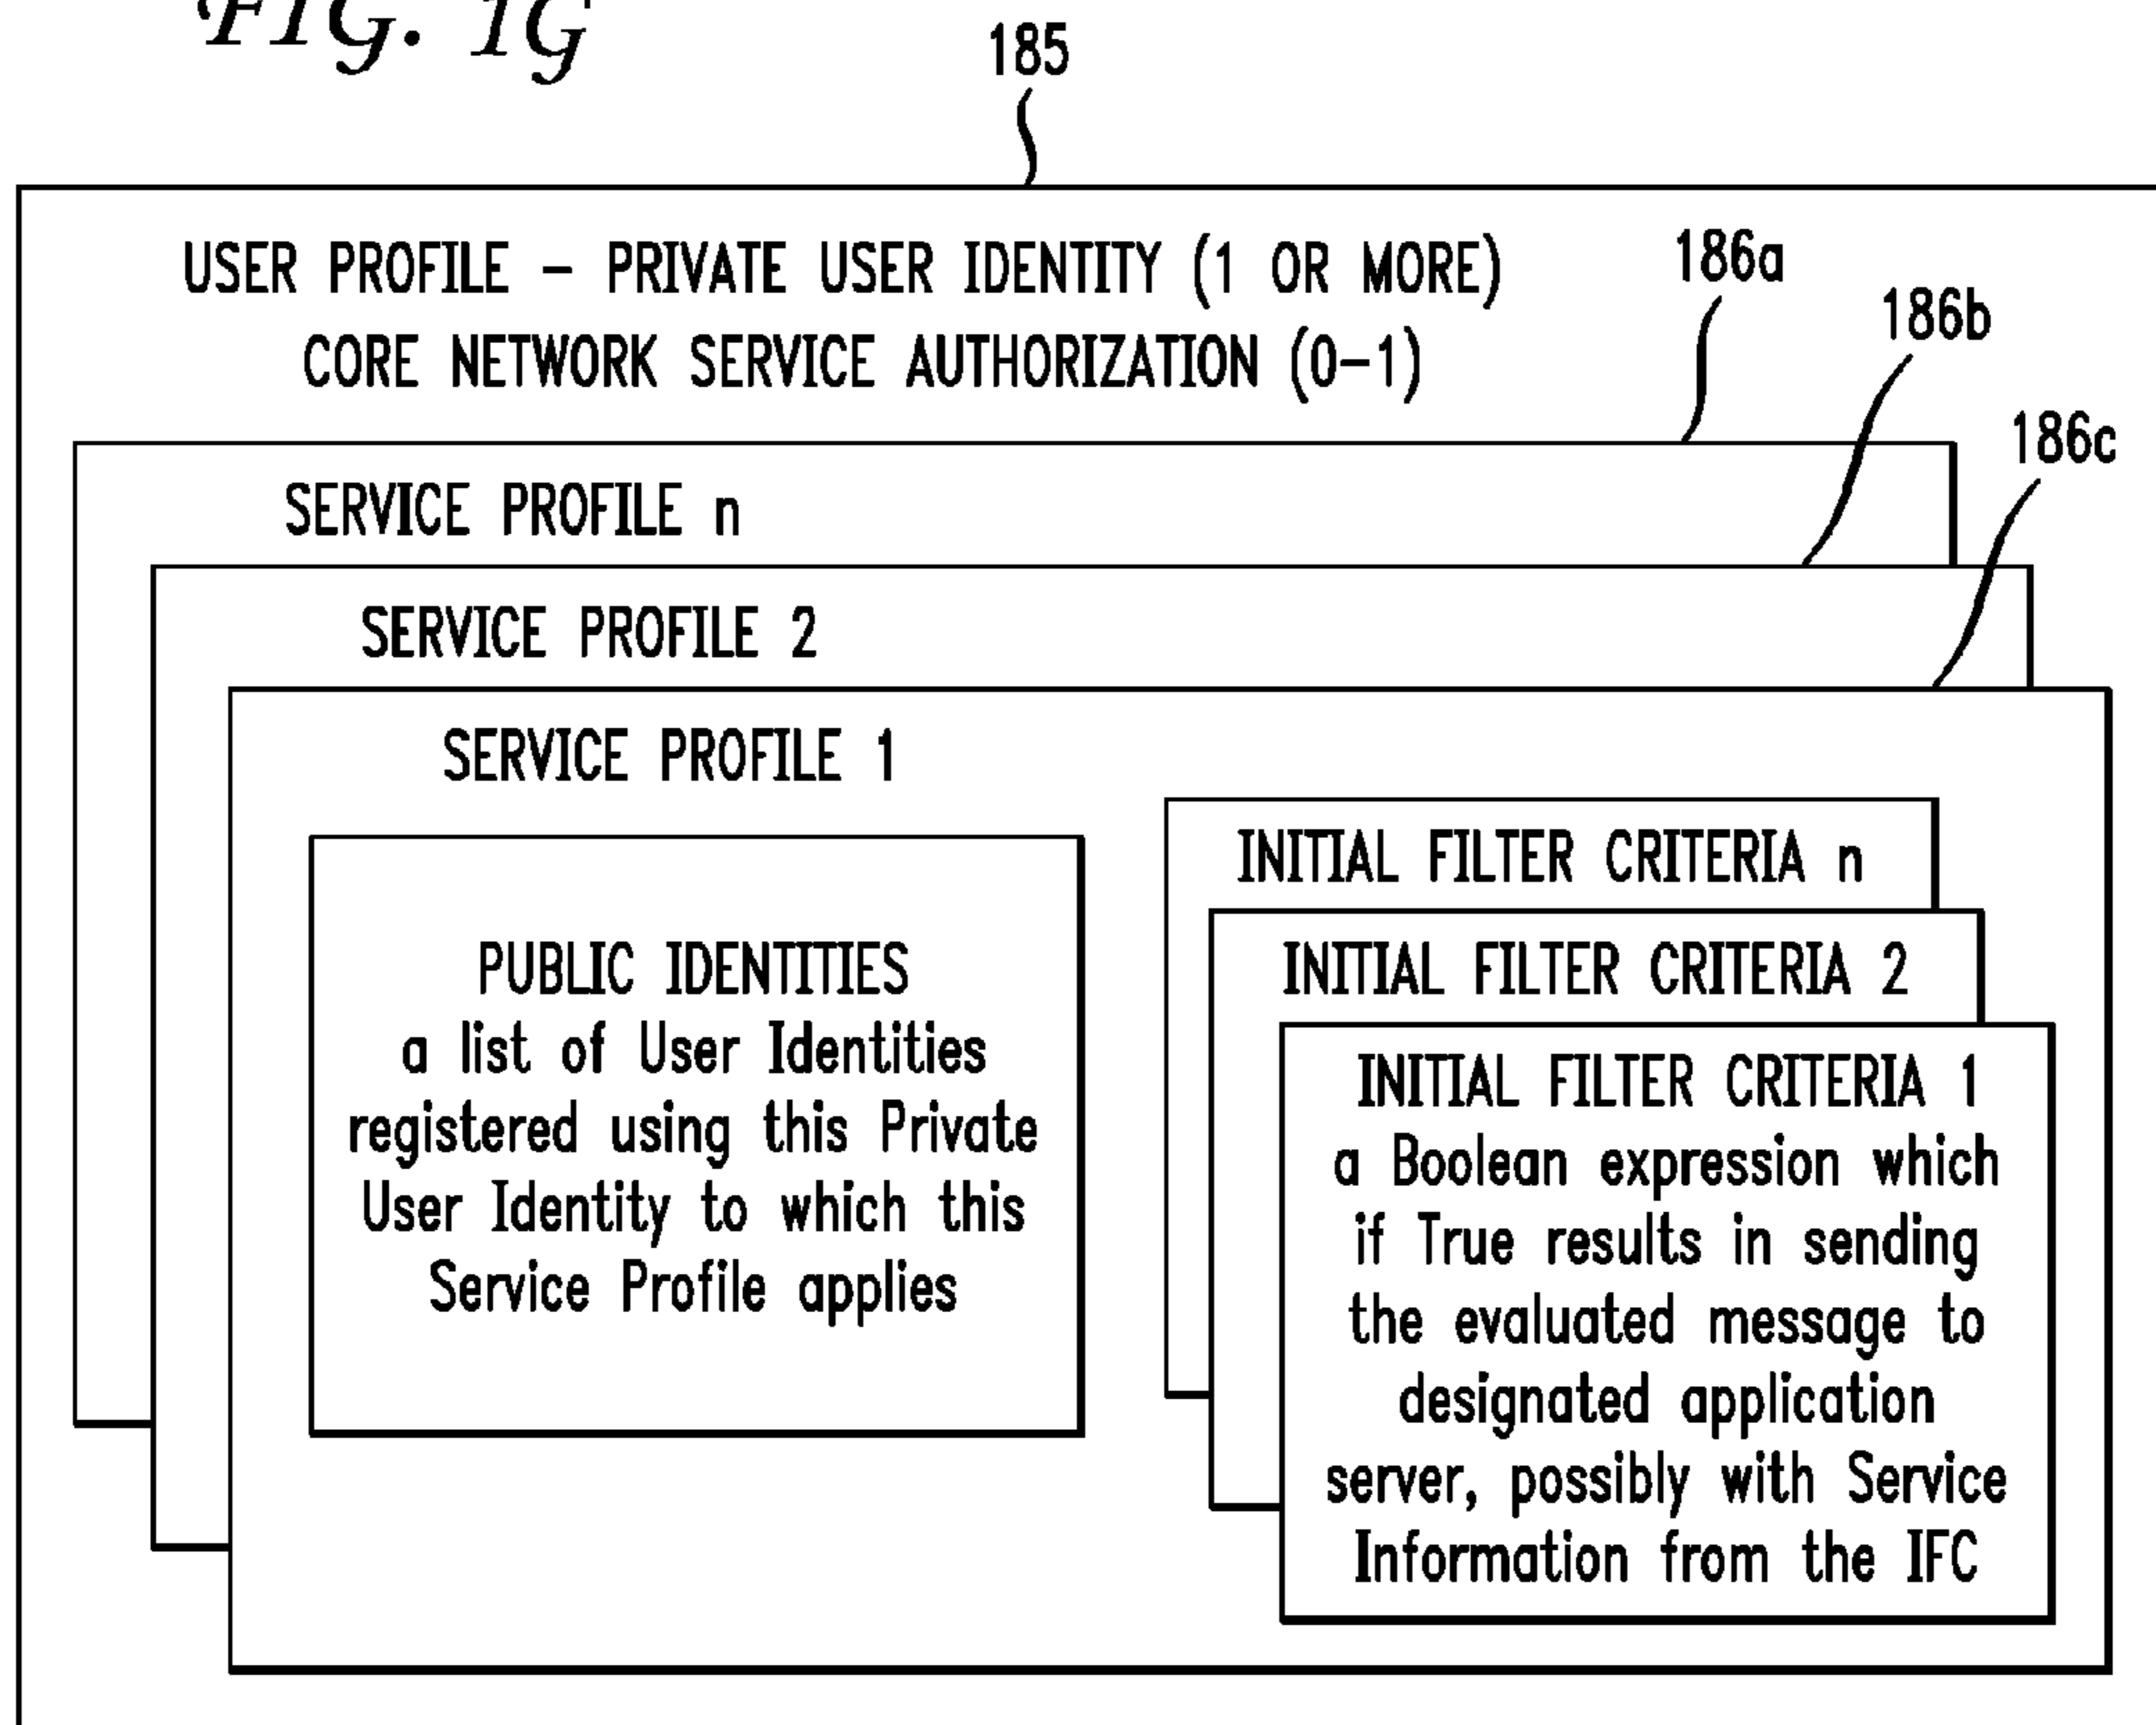 FIG. 1G
185
USER PROFILE – PRIVATE USER IDENTITY (1 OR MORE)
CORE NETWORK SERVICE AUTHORIZATION (0–1)
186a
186b
186c
SERVICE PROFILE n
SERVICE PROFILE 2
SERVICE PROFILE 1
PUBLIC IDENTITIES
a list of User Identities
registered using this Private
User Identity to which this
Service Profile applies
INITIAL FILTER CRITERIA n
INITIAL FILTER CRITERIA 2
INITIAL FILTER CRITERIA 1
a Boolean expression which
if True results in sending
the evaluated message to
designated application
server, possibly with Service
Information from the IFC